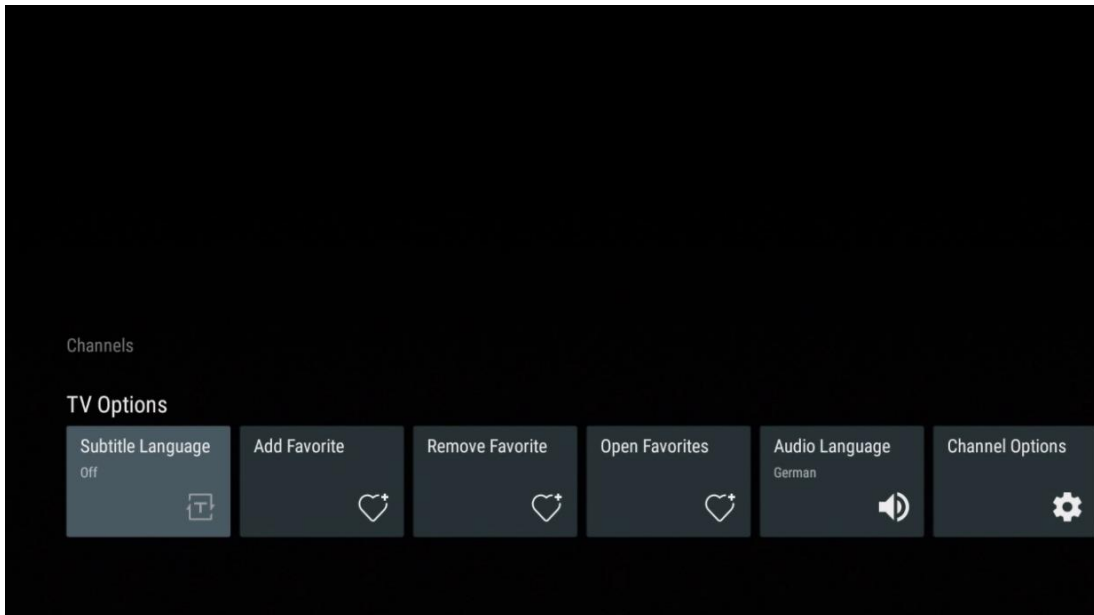 Channels
TV Options
Subtitle Language
Off
Add Favorite
Remove Favorite
Open Favorites
Audio Language
German
Channel Options